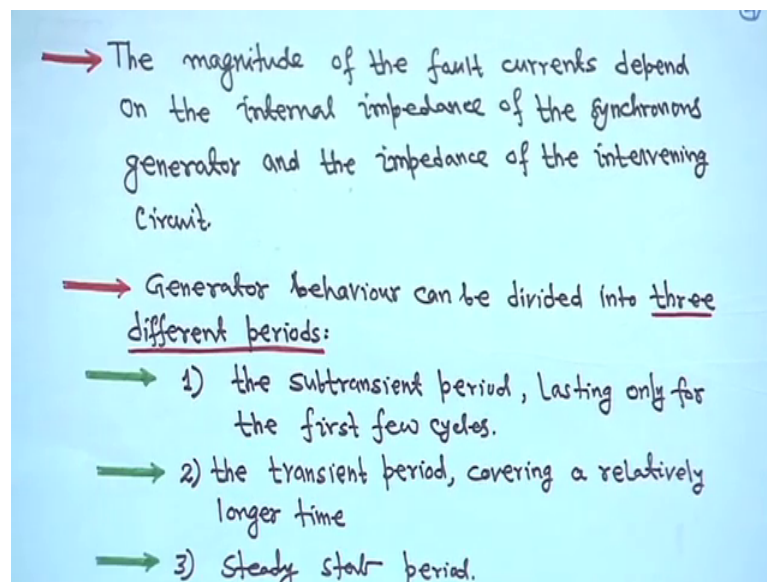 The magnitude of the fault currents depend
on the internal impedance of the synchronous
generator and the impedance of the intervening
circuit.
Generator behaviour can be divided into three
different periods:
1) the subtransient period, lasting only for
the first few cycles.
2) the transient period, covering a relatively
longer time
3) Steady state period.